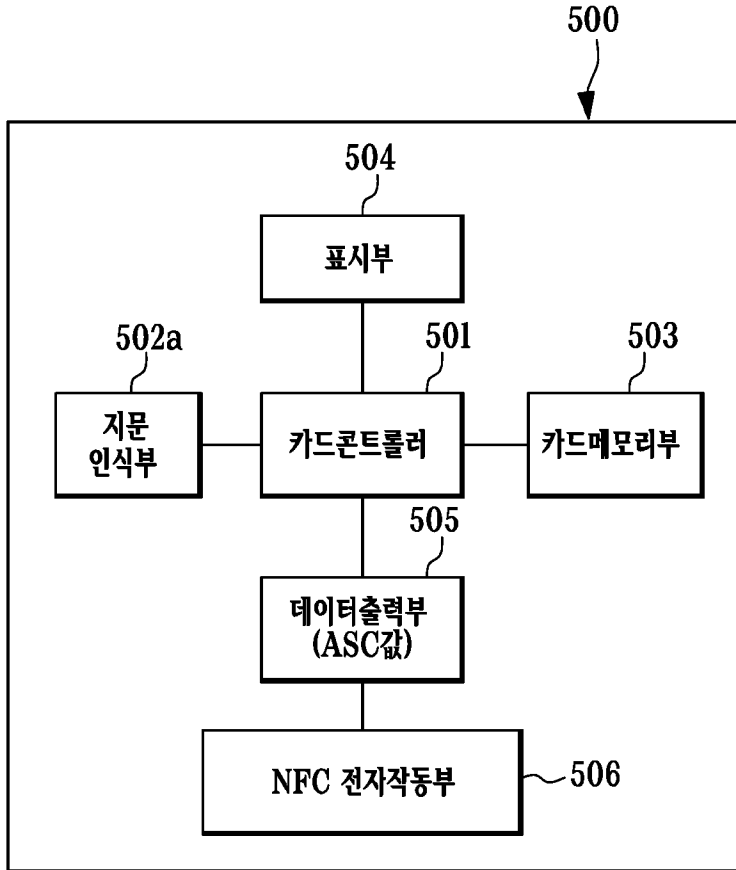 500
504
표시부
502a
501
503
지문
인식부
카드콘트롤러
카드메모리부
505
데이터출력부
(ASC값)
NFC 전자작동부
506